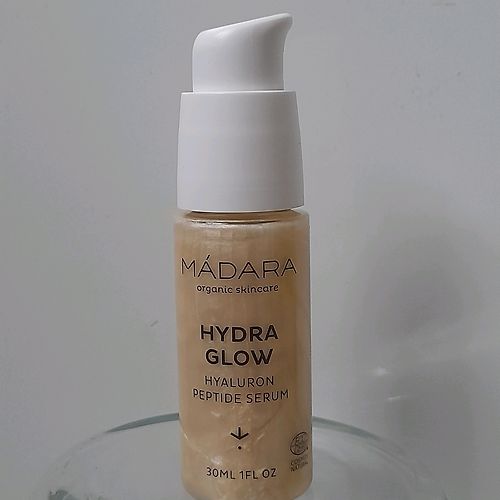 MÁDARA
organic skincare
HYDRA
GLOW
HYALURON
PEPTIDE SERUM
30ML 1FL OZ